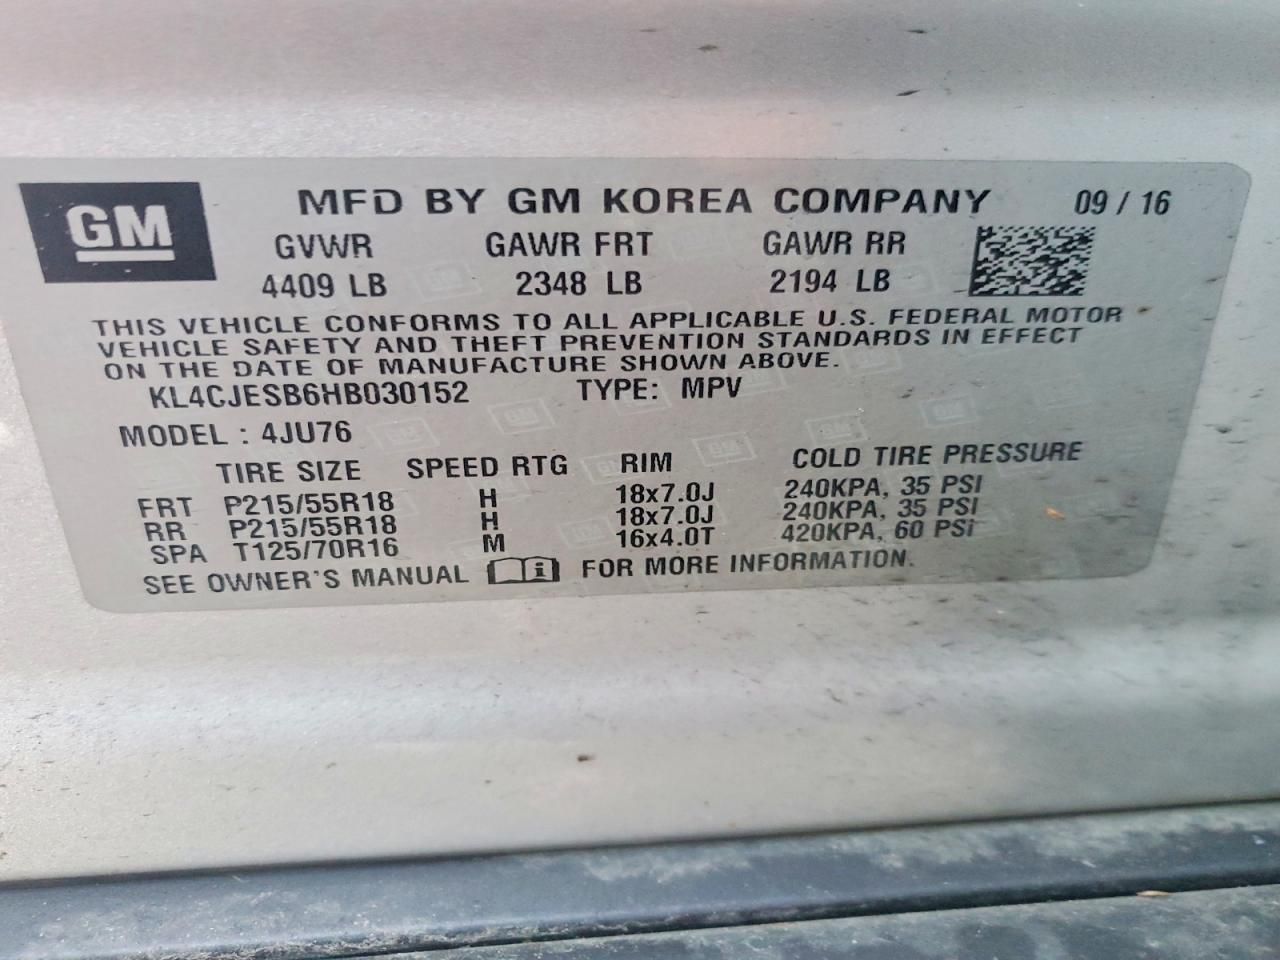 GM
MFD BY GM KOREA COMPANY 09 / 16
GVWR GAWR FRT GAWR RR
4409 LB 2348 LB 2194 LB
THIS VEHICLE CONFORMS TO ALL APPLICABLE U.S. FEDERAL MOTOR
VEHICLE SAFETY AND THEFT PREVENTION STANDARDS IN EFFECT
ON THE DATE OF MANUFACTURE SHOWN ABOVE.
KL4CJESB6HB030152 TYPE: MPV
MODEL : 4JU76
TIRE SIZE SPEED RTG RIM COLD TIRE PRESSURE
FRT P215/55R18 H 18x7.0J 240KPA, 35 PSI
RR P215/55R18 H 18x7.0J 240KPA, 35 PSI
SPA T125/70R16 M 16x4.0T 420KPA, 60 PSI
SEE OWNER'S MANUAL i FOR MORE INFORMATION.